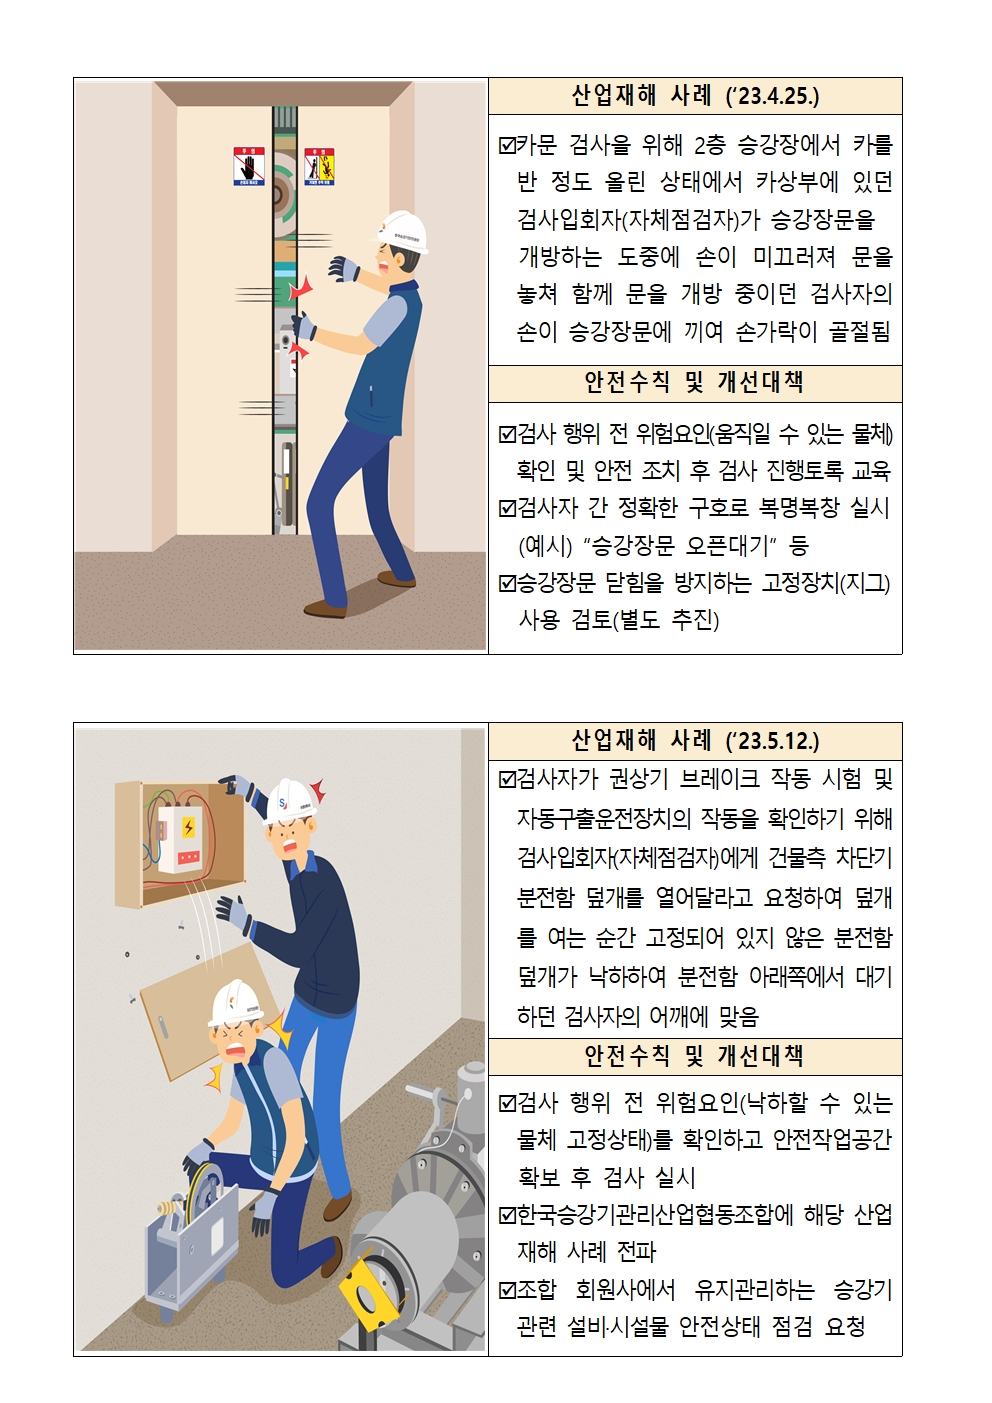 산업재해 사례 (‘23.4.25.)
☑카문 검사을 위해 2층 승강장에서 카를
반 정도 올린 상태에서 카상부에 있던
검사입회자(자체점검자)가 승강장문을
개방하는 도중에 손이 미끄러져 문을
놓쳐 함께 문을 개방 중이던 검사자의
손이 승강장문에 끼여 손가락이 골절됨
안전수칙 및 개선대책
☑검사 행위 전 위험요인(움직일 수 있는 물체)
확인 및 안전 조치 후 검사 진행토록 교육
☑검사자 간 정확한 구호로 복명복창 실시
(예시) “승강장문 오픈대기” 등
☑승강장문 닫힘을 방지하는 고정장치(지그)
사용 검토(별도 추진)
산업재해 사례 (‘23.5.12.)
☑검사자가 권상기 브레이크 작동 시험 및
자동구출운전장치의 작동을 확인하기 위해
검사입회자(자체점검자)에게 건물측 차단기
분전함 덮개를 열어달라고 요청하여 덮개
를 여는 순간 고정되어 있지 않은 분전함
덮개가 낙하하여 분전함 아래쪽에서 대기
하던 검사자의 어깨에 맞음
안전수칙 및 개선대책
☑검사 행위 전 위험요인(낙하할 수 있는
물체 고정상태)를 확인하고 안전작업공간
확보 후 검사 실시
☑한국승강기관리산업협동조합에 해당 산업
재해 사례 전파
☑조합 회원사에서 유지관리하는 승강기
관련 설비·시설물 안전상태 점검 요청